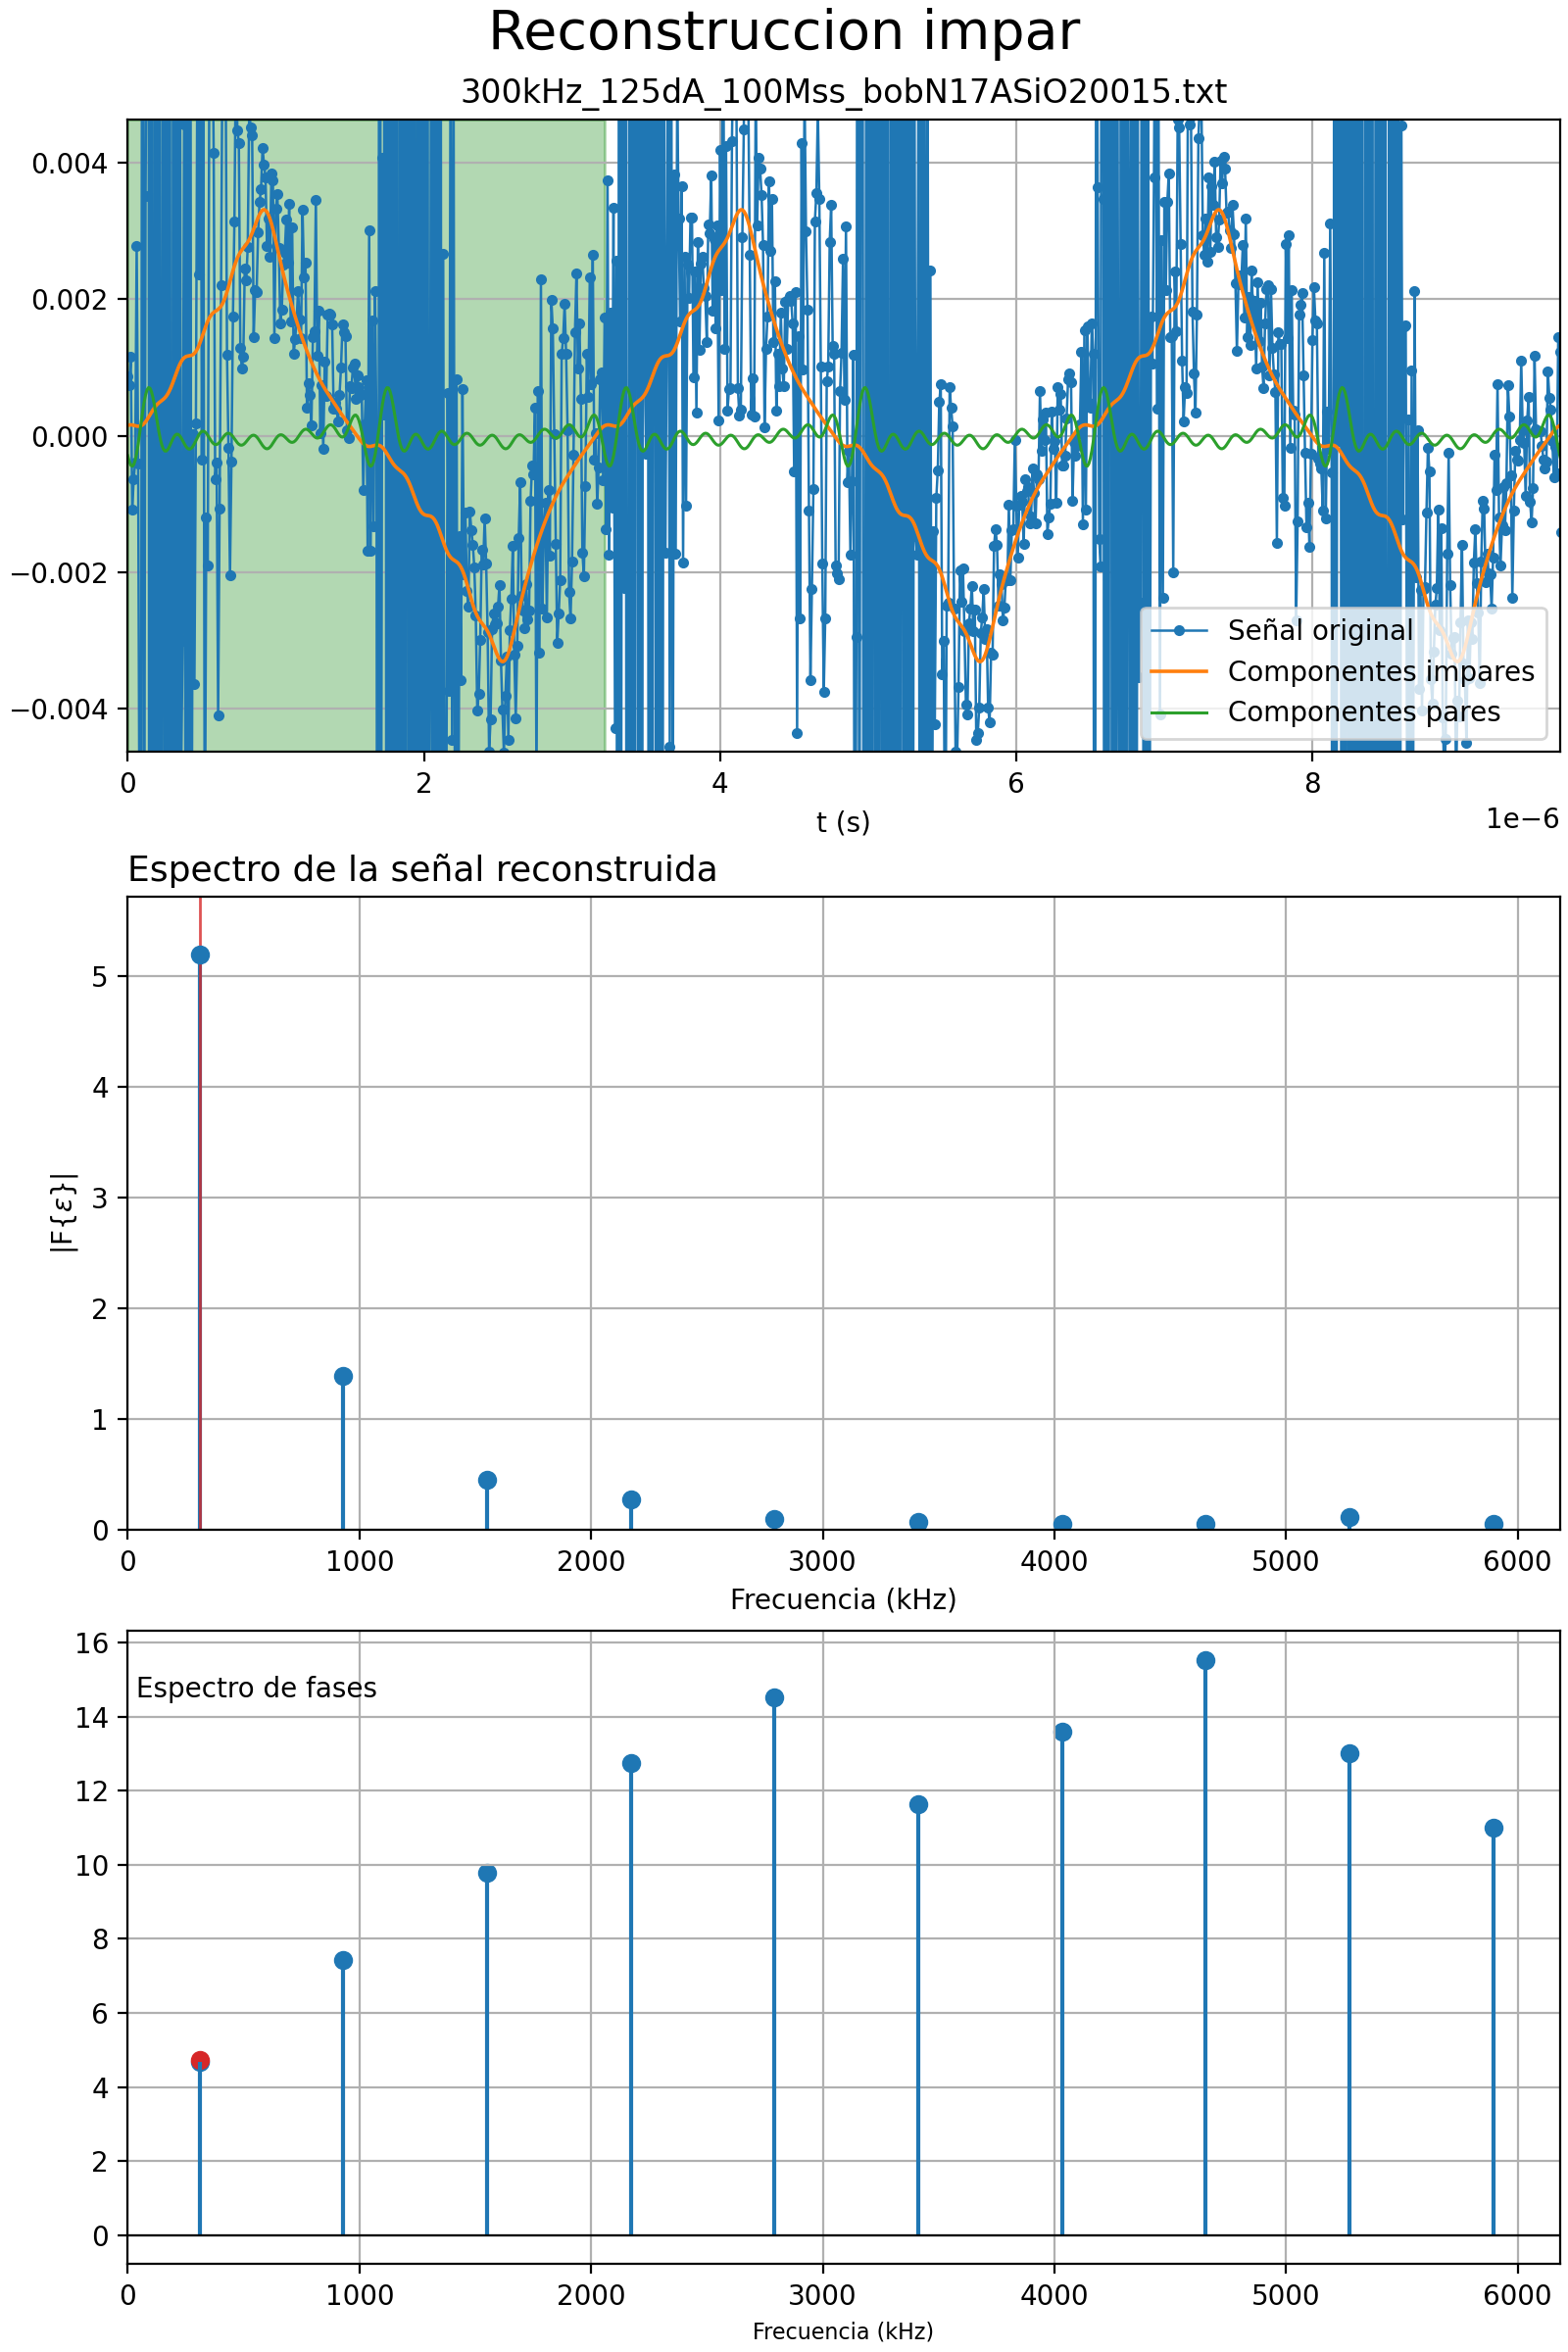 Reconstruccion impar
300kHz_125dA_100Mss_bobN17ASiO20015.txt
0.004
0.002
0.000
−0.002
−0.004
Señal original
Componentes impares
Componentes pares
0 2 4 6 8
1e−6
t (s)
Espectro de la señal reconstruida
5
4
3
2
1
0
|F{ε}|
0 1000 2000 3000 4000 5000 6000
Frecuencia (kHz)
16
14
12
10
8
6
4
2
0
Espectro de fases
0 1000 2000 3000 4000 5000 6000
Frecuencia (kHz)